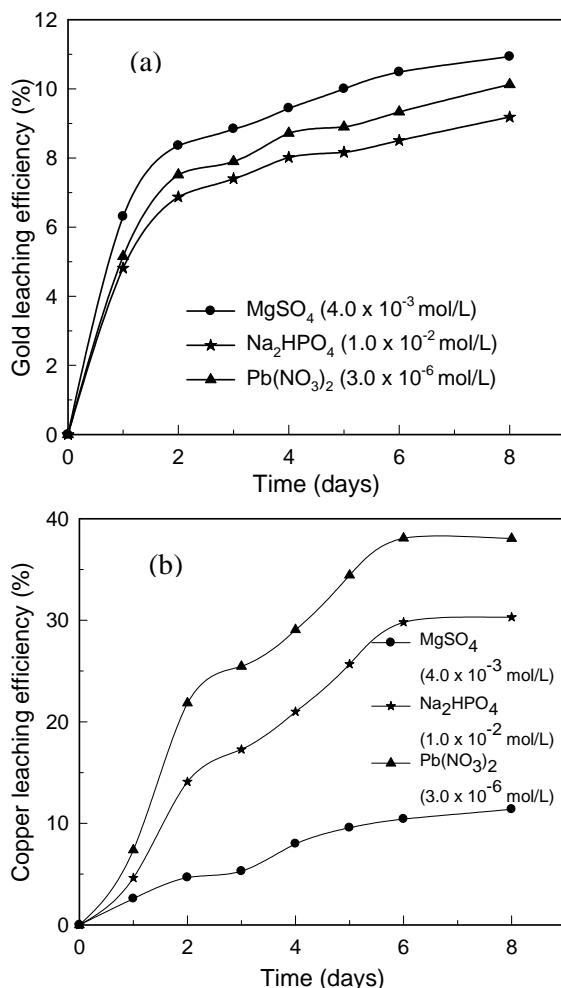 (a)
Gold leaching efficiency (%)
12
10
8
6
4
2
0
MgSO4 (4.0 x 10-3 mol/L)
Na2HPO4 (1.0 x 10-2 mol/L)
Pb(NO3)2 (3.0 x 10-6 mol/L)
0 2 4 6 8
Time (days)
(b)
Copper leaching efficiency (%)
40
30
20
10
0
MgSO4
(4.0 x 10-3 mol/L)
Na2HPO4
(1.0 x 10-2 mol/L)
Pb(NO3)2
(3.0 x 10-6 mol/L)
0 2 4 6 8
Time (days)